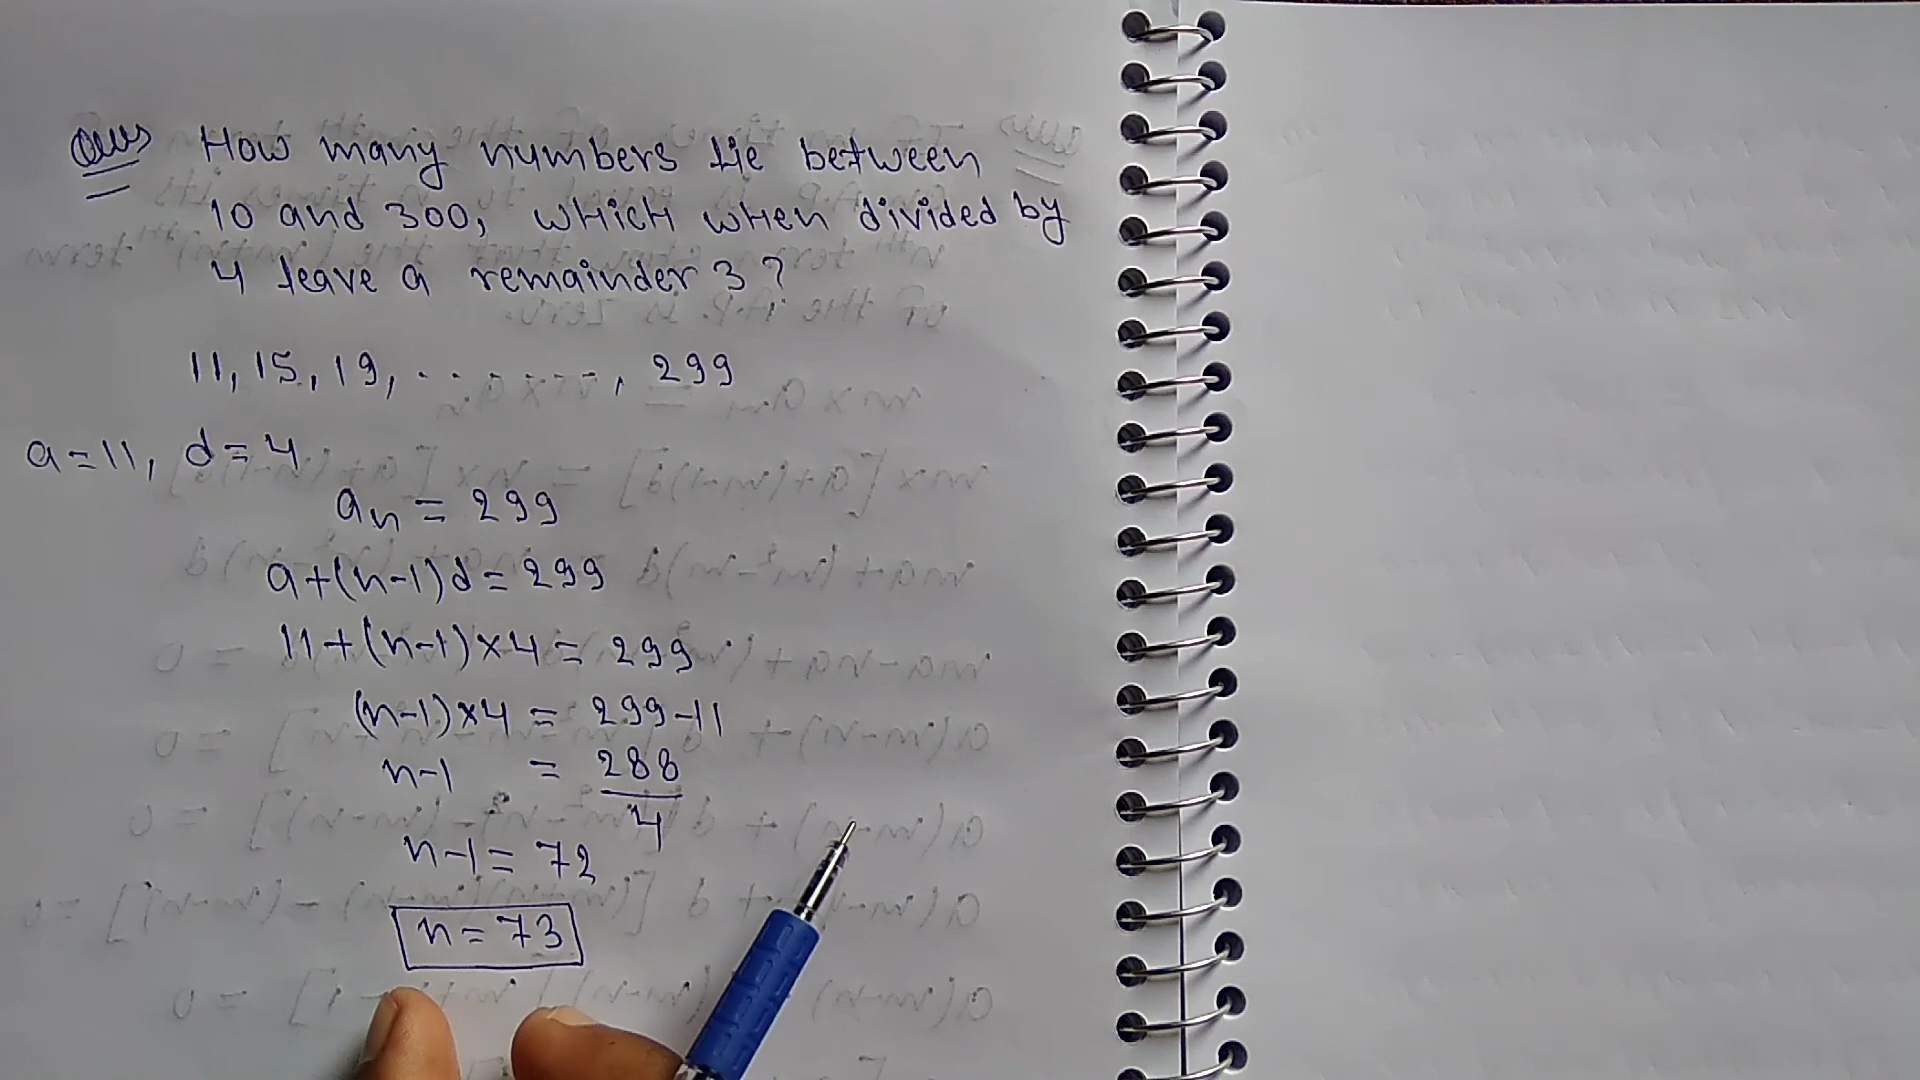 Ques How many numbers lie between
10 and 300, which when divided by
4 leave a remainder 3?
11, 15, 19, . . . . . . ., 299
a=11, d=4
aₙ = 299
a+(n-1)d=299
11+(n-1)×4=299
(n-1)×4 = 299-11
n-1 = 288/4
n-1=72
n=73